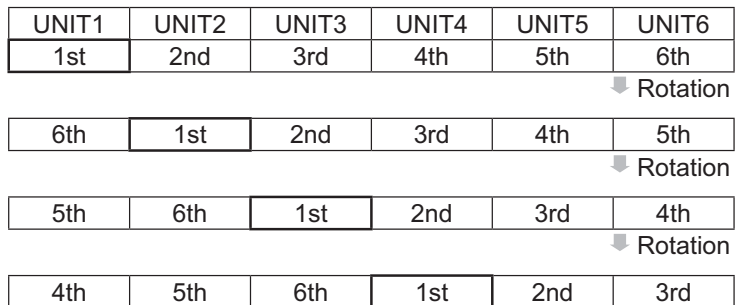 UNIT1 UNIT2 UNIT3 UNIT4 UNIT5 UNIT6
1st 2nd 3rd 4th 5th 6th
Rotation
6th 1st 2nd 3rd 4th 5th
Rotation
5th 6th 1st 2nd 3rd 4th
Rotation
4th 5th 6th 1st 2nd 3rd